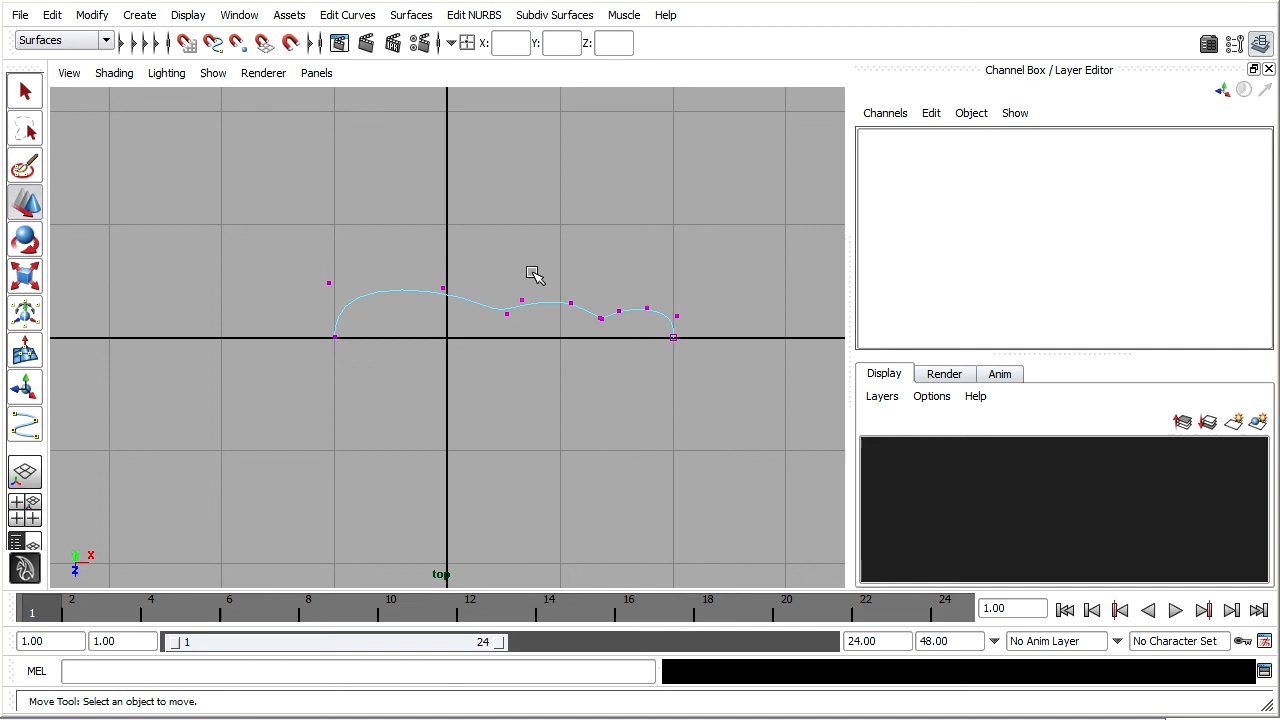 File Edit Modify Create Display Window Assets Edit Curves Surfaces Edit NURBS Subdiv Surfaces Muscle Help
Surfaces X: Y: Z:
View Shading Lighting Show Renderer Panels
Channel Box / Layer Editor
Channels Edit Object Show
Display Render Anim
Layers Options Help
y x
z
top
1 2 4 6 8 10 12 14 16 18 20 22 24 1.00
1.00 1.00 1 24 24.00 48.00 No Anim Layer No Character Set
MEL
Move Tool: Select an object to move.